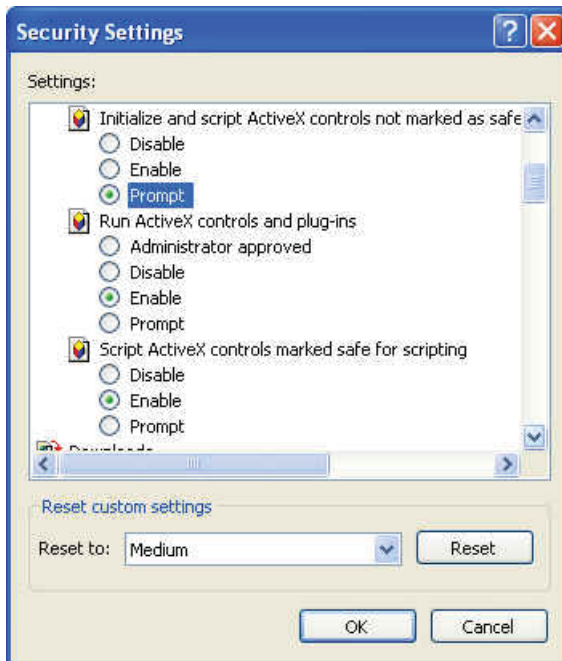 Security Settings
Settings:
Initialize and script ActiveX controls not marked as safe
Disable
Enable
Prompt
Run ActiveX controls and plug-ins
Administrator approved
Disable
Enable
Prompt
Script ActiveX controls marked safe for scripting
Disable
Enable
Prompt
Downloads
Reset custom settings
Reset to: Medium Reset
OK Cancel